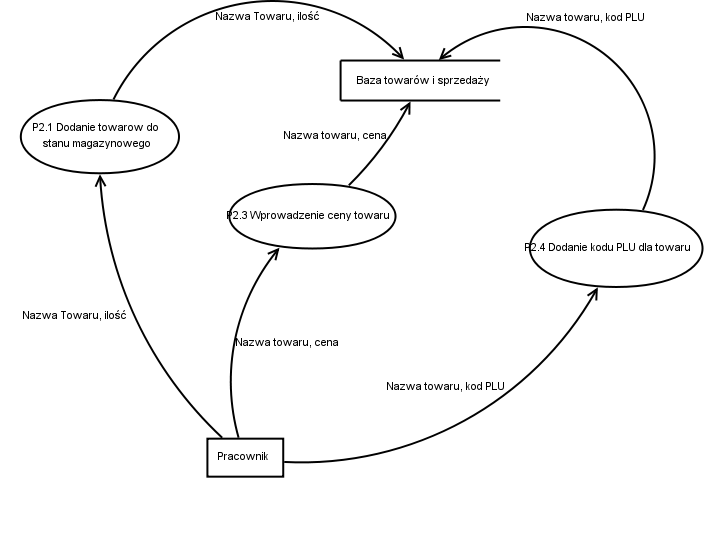 Nazwa Towaru, ilość
Nazwa towaru, kod PLU
Baza towarów i sprzedaży
P2.1 Dodanie towarow do
stanu magazynowego
Nazwa towaru, cena
P2.3 Wprowadzenie ceny towaru
P2.4 Dodanie kodu PLU dla towaru
Nazwa Towaru, ilość
Nazwa towaru, cena
Nazwa towaru, kod PLU
Pracownik